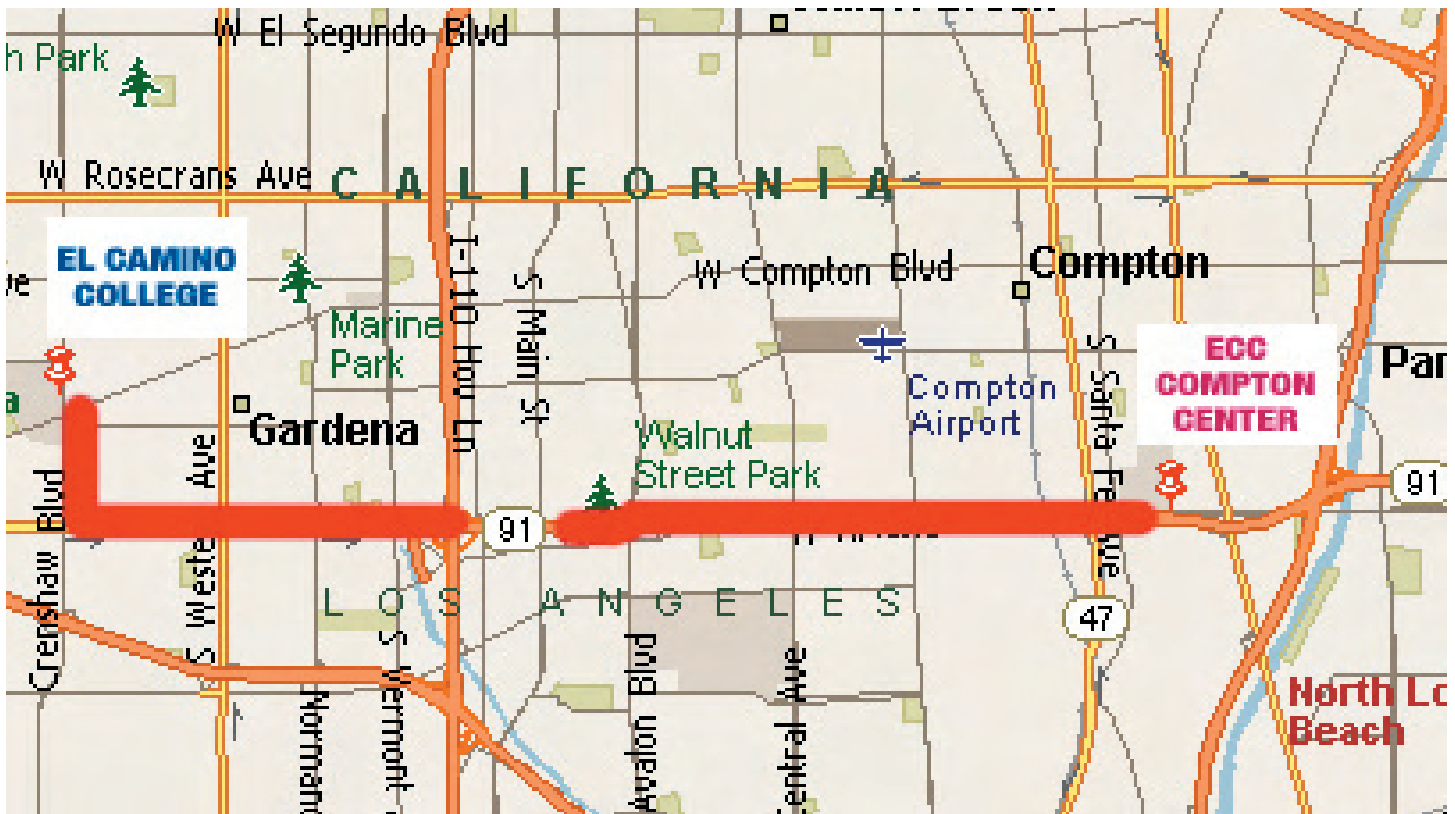 W El Segundo Blvd
h Park
W Rosecrans Ave
CALIFORNIA
EL CAMINO
COLLEGE
ve
W Compton Blvd
Compton
I-110 Hov Ln
S Main St
Marine
Park
S Santa Fe Ave
ECC
COMPTON
CENTER
Par
Compton
Airport
a
Gardena
Walnut
Street Park
Crenshaw Blvd
S Western Ave
91
91
LOS ANGELES
47
S Vermont
Avalon Blvd
North Lo
Beach